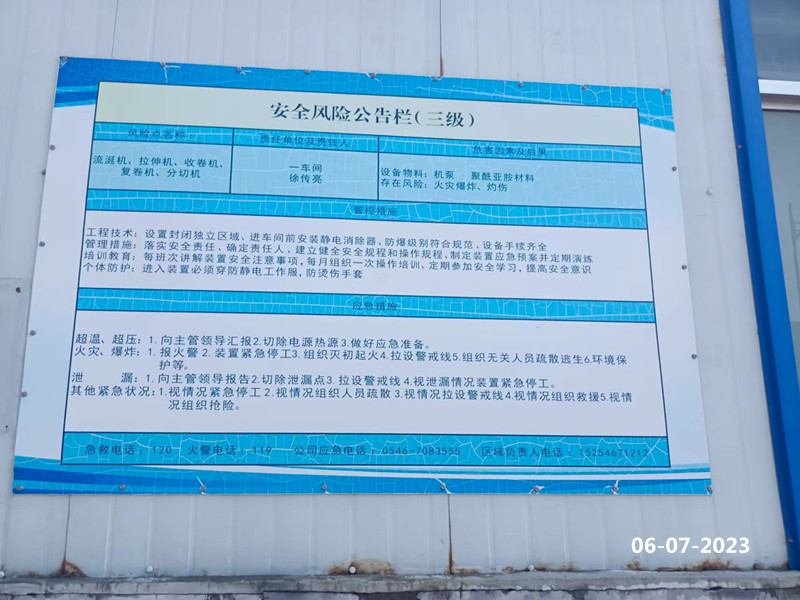 安全风险公告栏(三级)
风险点名称: 责任单位及责任人 危害因素及后果
流涎机、拉伸机、收卷机、
复卷机、分切机
一车间
徐传亮
设备物料: 机泵 聚酰亚胺材料
存在风险: 火灾爆炸、灼伤
管控措施
工程技术: 设置封闭独立区域、进车间前安装静电消除器, 防爆级别符合规范, 设备手续齐全
管理措施: 落实安全责任、确定责任人、建立健全安全规程和操作规程, 制定装置应急预案并定期演练
培训教育: 每班次讲解装置安全注意事项, 每月组织一次操作培训、定期参加安全学习, 提高安全意识
个体防护: 进入装置必须穿防静电工作服, 防烫伤手套
应急措施
超温、超压: 1.向主管领导汇报2.切除电源热源3.做好应急准备。
火灾、爆炸: 1.报火警 2.装置紧急停工3.组织灭初起火4.拉设警戒线5.组织无关人员疏散逃生6.环境保
护等。
泄 漏: 1.向主管领导报告2.切除泄漏点3.拉设警戒线4.视泄漏情况装置紧急停工。
其他紧急状况: 1.视情况紧急停工2.视情况组织人员疏散3.视情况拉设警戒线4.视情况组织救援5.视情
况组织抢险。
急救电话: 120 火警电话: 119 公司应急电话: 0546-7083555 区域负责人电话: 15254671212
06-07-2023